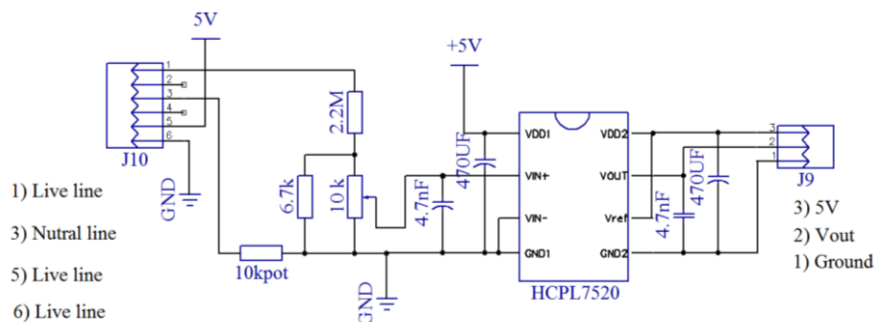 5V
+5V
1
2
3
4
5
6
J10
GND
2.2M
6.7k
10 k
4.7nF
470UF
10kpot
GND
VDD1
VIN+
VIN-
GND1
VDD2
VOUT
Vref
GND2
HCPL7520
4.7nF
470UF
3
2
1
J9
1) Live line
3) Nutral line
5) Live line
6) Live line
3) 5V
2) Vout
1) Ground